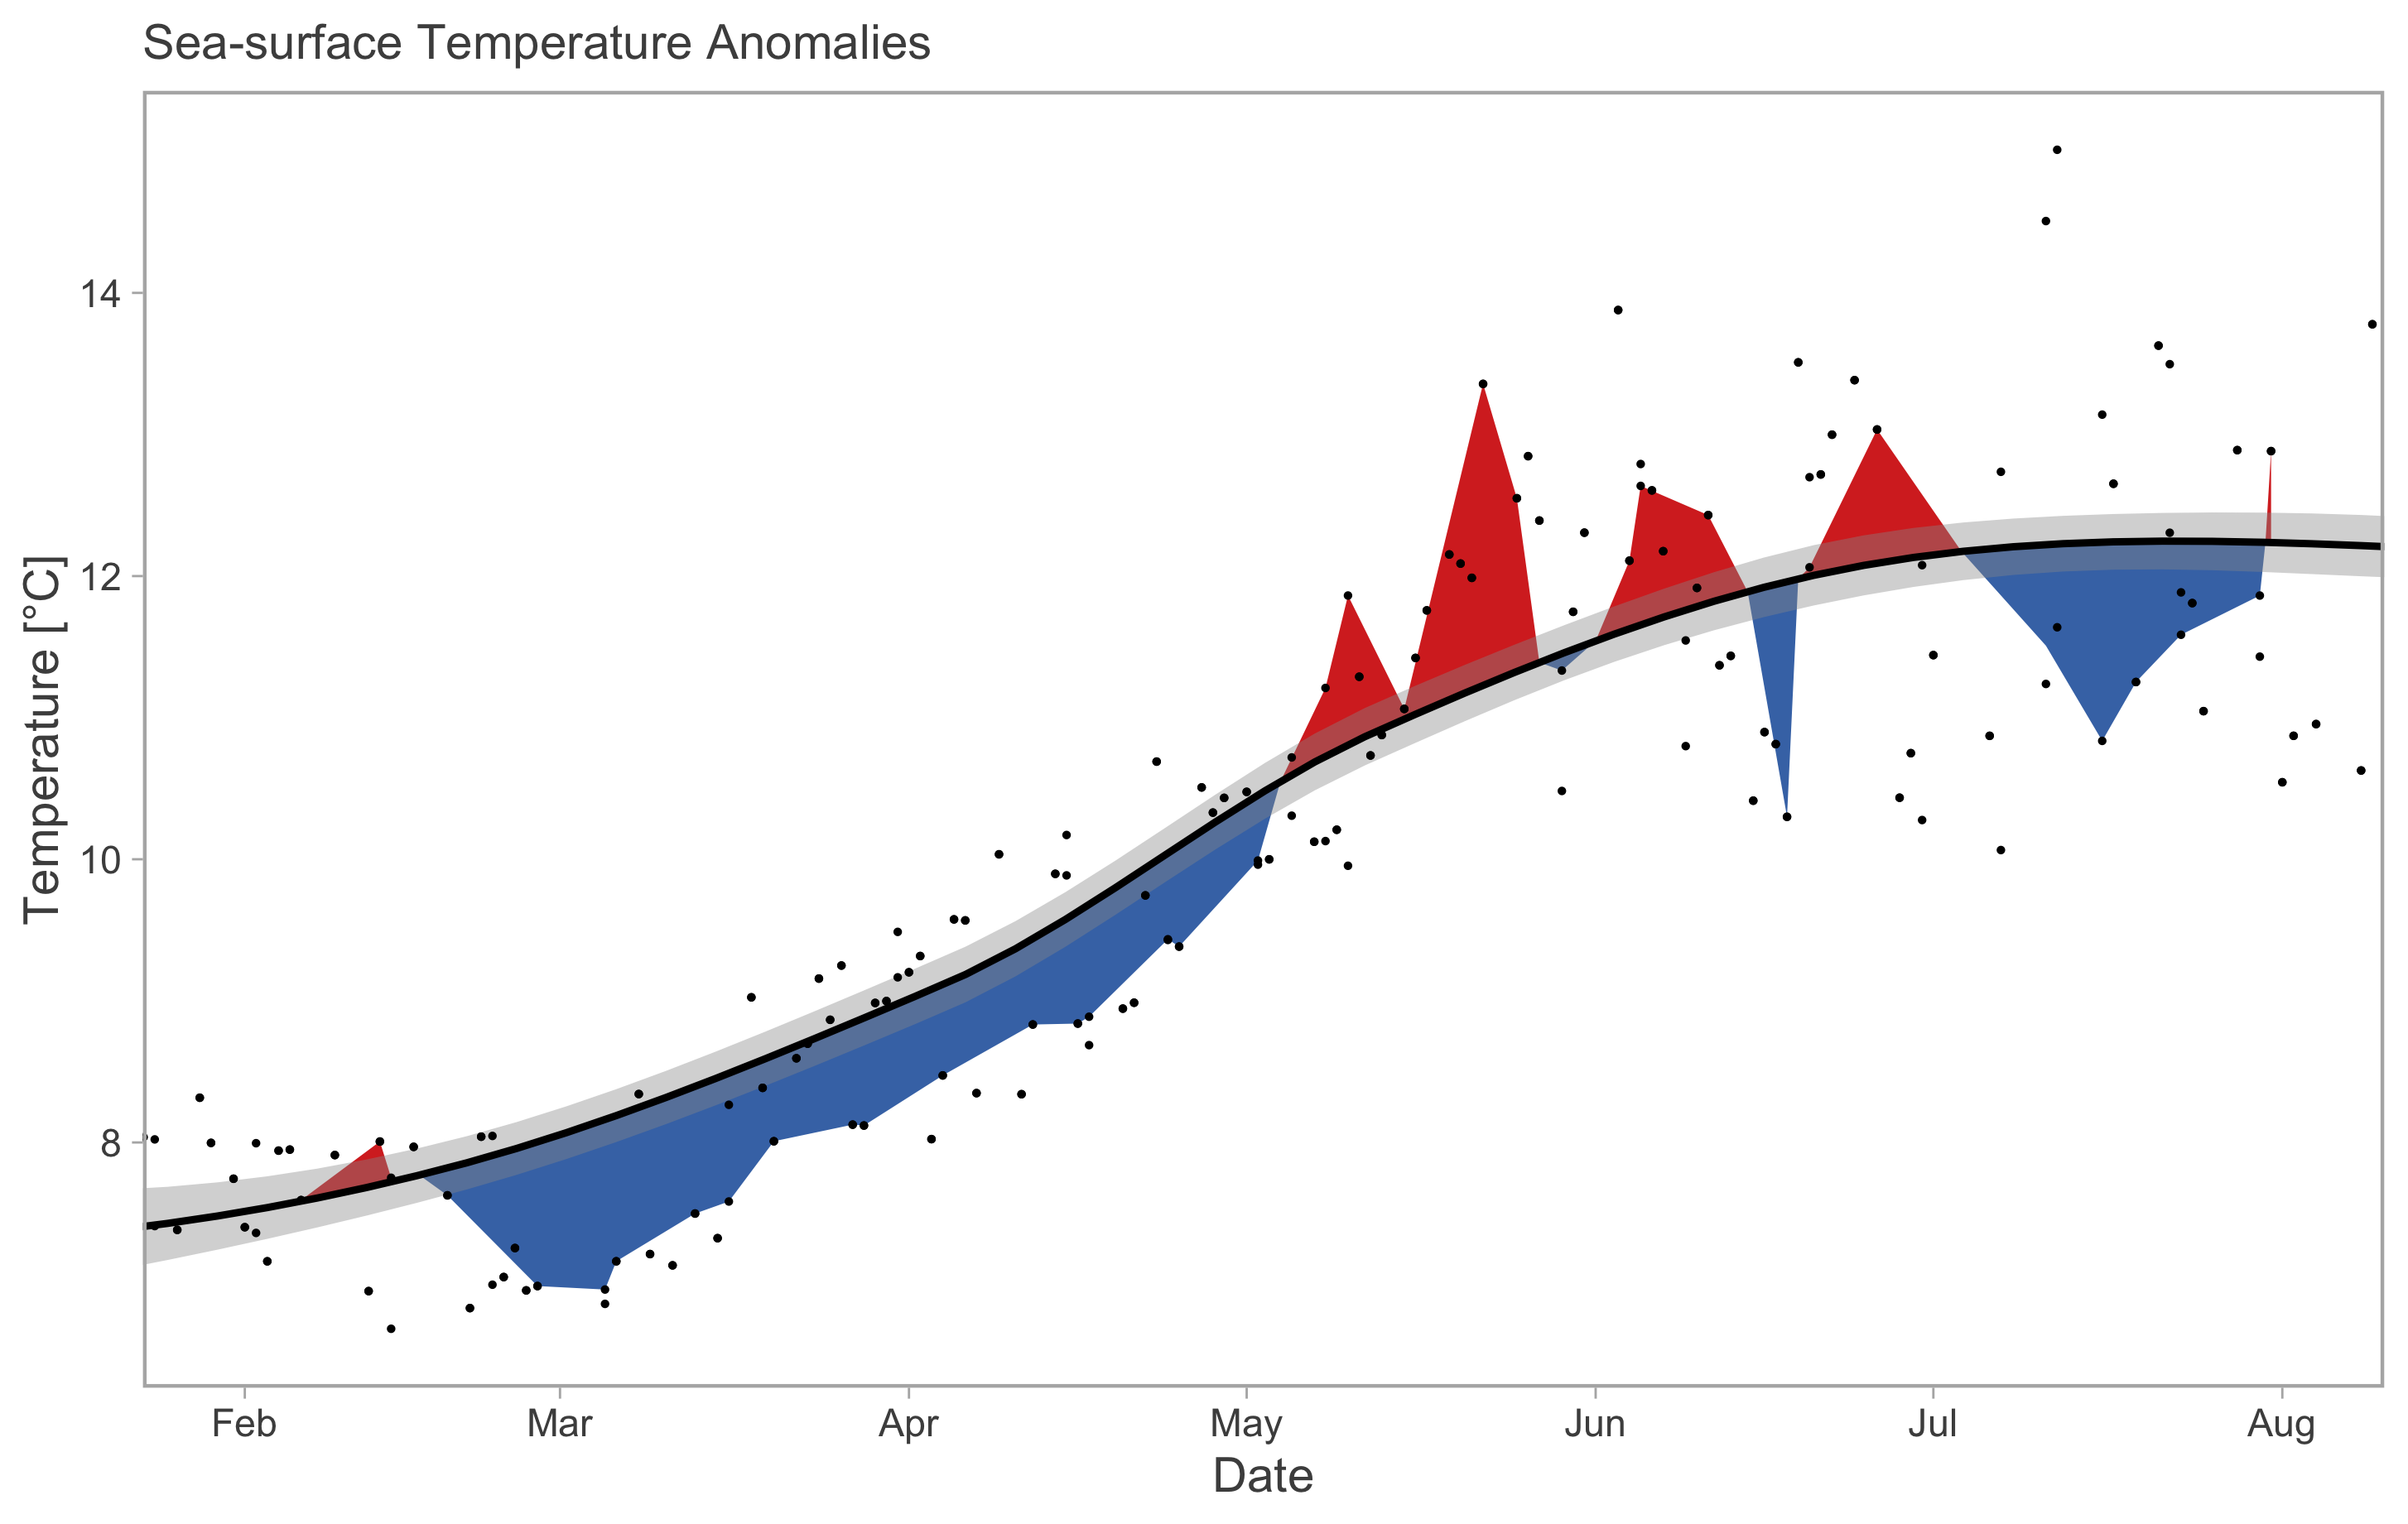 Sea-surface Temperature Anomalies
Temperature [°C]
14
12
10
8
Feb Mar Apr May Jun Jul Aug
Date